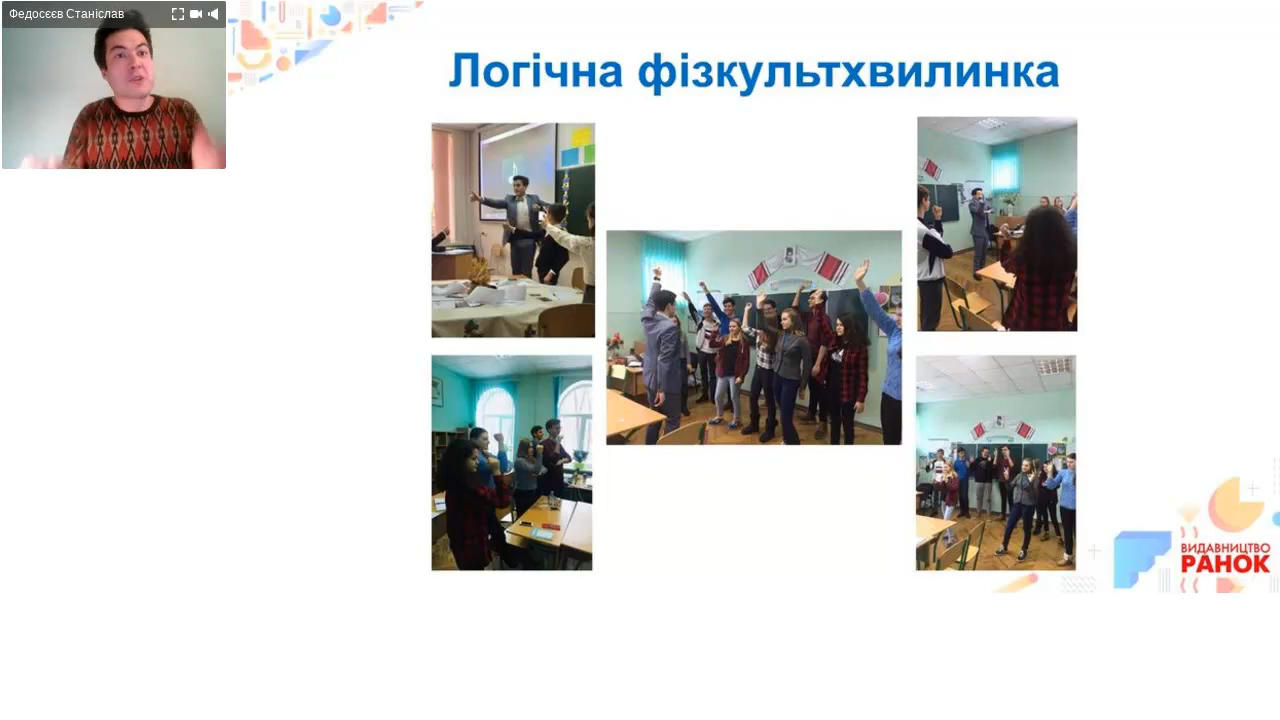 Федосєєв Станіслав
Логічна фізкультхвилинка
ВИДАВНИЦТВО
РАНОК